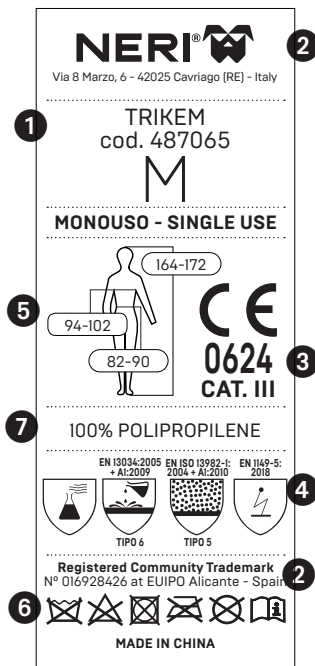 NERI®
2
Via 8 Marzo, 6 - 42025 Cavriago (RE) - Italy
1
TRIKEM
cod. 487065
M
MONOUSO - SINGLE USE
164-172
5
94-102
82-90
CE
0624
3
CAT. III
7
100% POLIPROPILENE
EN 13034:2005
+ A1:2009
EN ISO 13982-1:
2004 + A1:2010
EN 1149-5:
2018
4
TIPO 6
TIPO 5
Registered Community Trademark
N° 016928426 at EUIPO Alicante - Spain
2
6
i
MADE IN CHINA